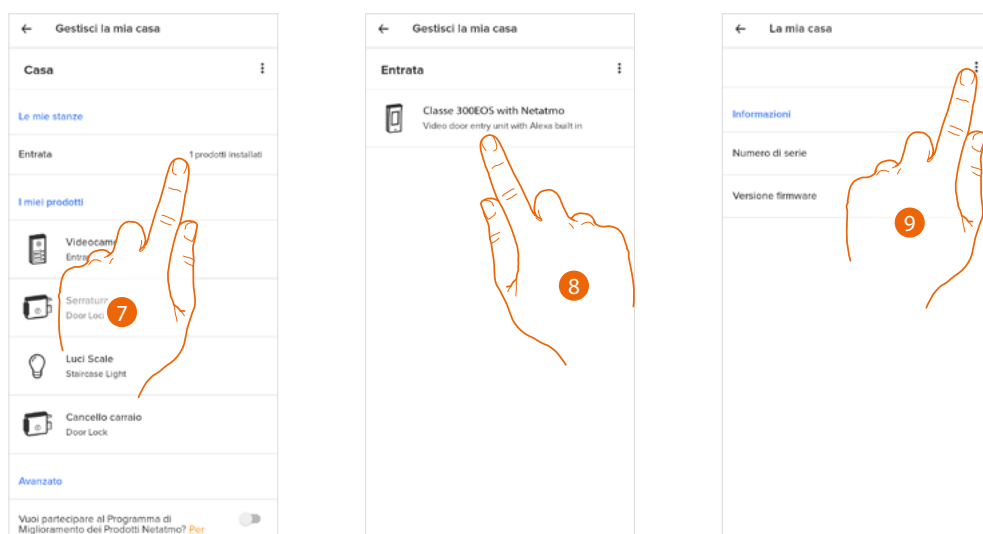 ← Gestisci la mia casa
Casa
Le mie stanze
Entrata 1 prodotti installati
I miei prodotti
Entra
Serratura
Door Loc
7
Luci Scale
Staircase Light
Cancello carraio
Door Lock
Avanzato
Vuoi partecipare al Programma di
Miglioramento dei Prodotti Netatmo? Per
← Gestisci la mia casa
Entrata
Classe 300EOS with Netatmo
Video door entry unit with Alexa built in
8
← La mia casa
Informazioni
Numero di serie
Versione firmware
9